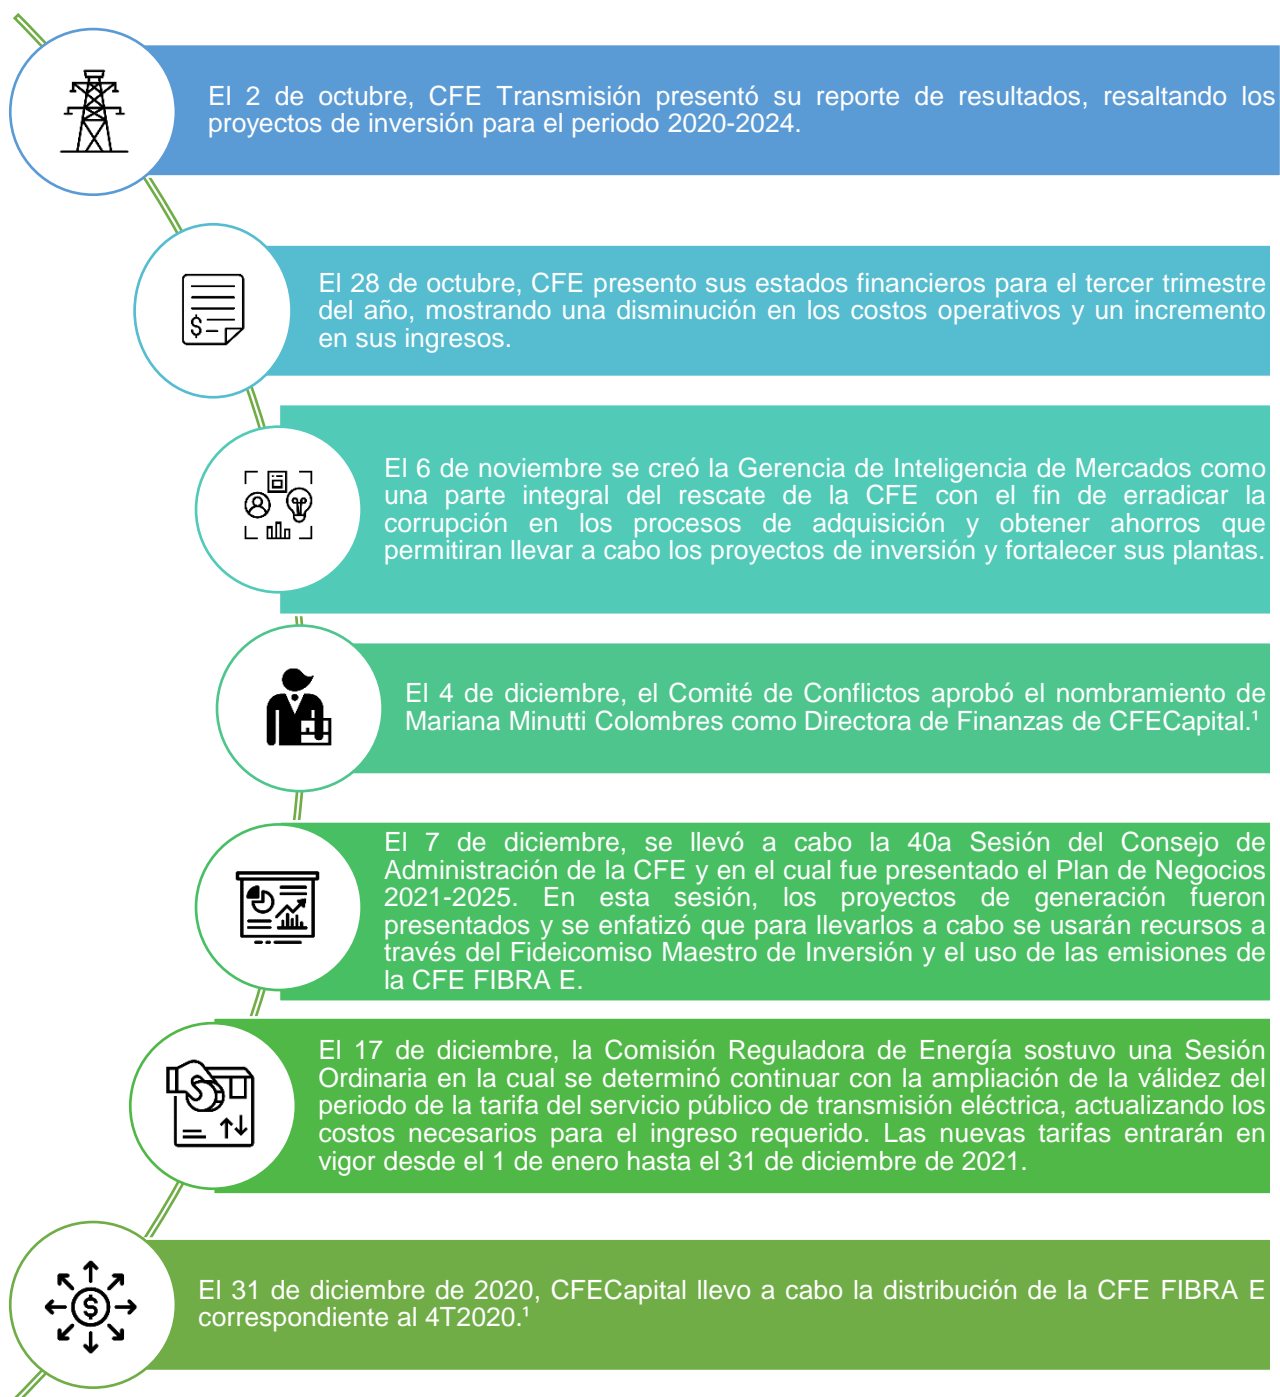 El 2 de octubre, CFE Transmisión presentó su reporte de resultados, resaltando los
proyectos de inversión para el periodo 2020-2024.
El 28 de octubre, CFE presento sus estados financieros para el tercer trimestre
del año, mostrando una disminución en los costos operativos y un incremento
en sus ingresos.
$
El 6 de noviembre se creó la Gerencia de Inteligencia de Mercados como
una parte integral del rescate de la CFE con el fin de erradicar la
corrupción en los procesos de adquisición y obtener ahorros que
permitiran llevar a cabo los proyectos de inversión y fortalecer sus plantas.
El 4 de diciembre, el Comité de Conflictos aprobó el nombramiento de
Mariana Minutti Colombres como Directora de Finanzas de CFECapital.¹
El 7 de diciembre, se llevó a cabo la 40a Sesión del Consejo de
Administración de la CFE y en el cual fue presentado el Plan de Negocios
2021-2025. En esta sesión, los proyectos de generación fueron
presentados y se enfatizó que para llevarlos a cabo se usarán recursos a
través del Fideicomiso Maestro de Inversión y el uso de las emisiones de
la CFE FIBRA E.
El 17 de diciembre, la Comisión Reguladora de Energía sostuvo una Sesión
Ordinaria en la cual se determinó continuar con la ampliación de la válidez del
periodo de la tarifa del servicio público de transmisión eléctrica, actualizando los
costos necesarios para el ingreso requerido. Las nuevas tarifas entrarán en
vigor desde el 1 de enero hasta el 31 de diciembre de 2021.
El 31 de diciembre de 2020, CFECapital llevo a cabo la distribución de la CFE FIBRA E
correspondiente al 4T2020.¹
$